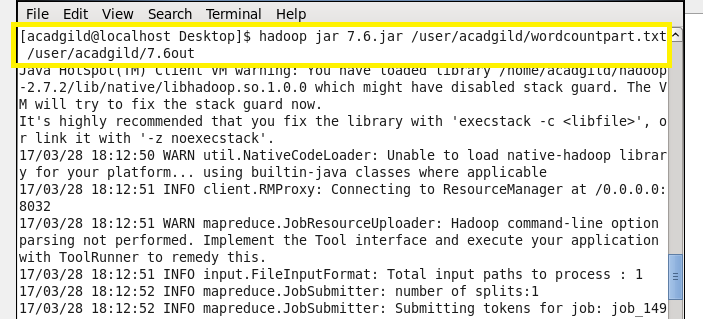 File Edit View Search Terminal Help
[acadgild@localhost Desktop]$ hadoop jar 7.6.jar /user/acadgild/wordcountpart.txt
/user/acadgild/7.6out
Java HotSpot(TM) Client VM warning: You have loaded library /home/acadgild/hadoop
-2.7.2/lib/native/libhadoop.so.1.0.0 which might have disabled stack guard. The V
M will try to fix the stack guard now.
It's highly recommended that you fix the library with 'execstack -c <libfile>', o
r link it with '-z noexecstack'.
17/03/28 18:12:50 WARN util.NativeCodeLoader: Unable to load native-hadoop librar
y for your platform... using builtin-java classes where applicable
17/03/28 18:12:51 INFO client.RMProxy: Connecting to ResourceManager at /0.0.0.0:
8032
17/03/28 18:12:51 WARN mapreduce.JobResourceUploader: Hadoop command-line option
parsing not performed. Implement the Tool interface and execute your application
with ToolRunner to remedy this.
17/03/28 18:12:51 INFO input.FileInputFormat: Total input paths to process : 1
17/03/28 18:12:52 INFO mapreduce.JobSubmitter: number of splits:1
17/03/28 18:12:52 INFO mapreduce.JobSubmitter: Submitting tokens for job: job_149